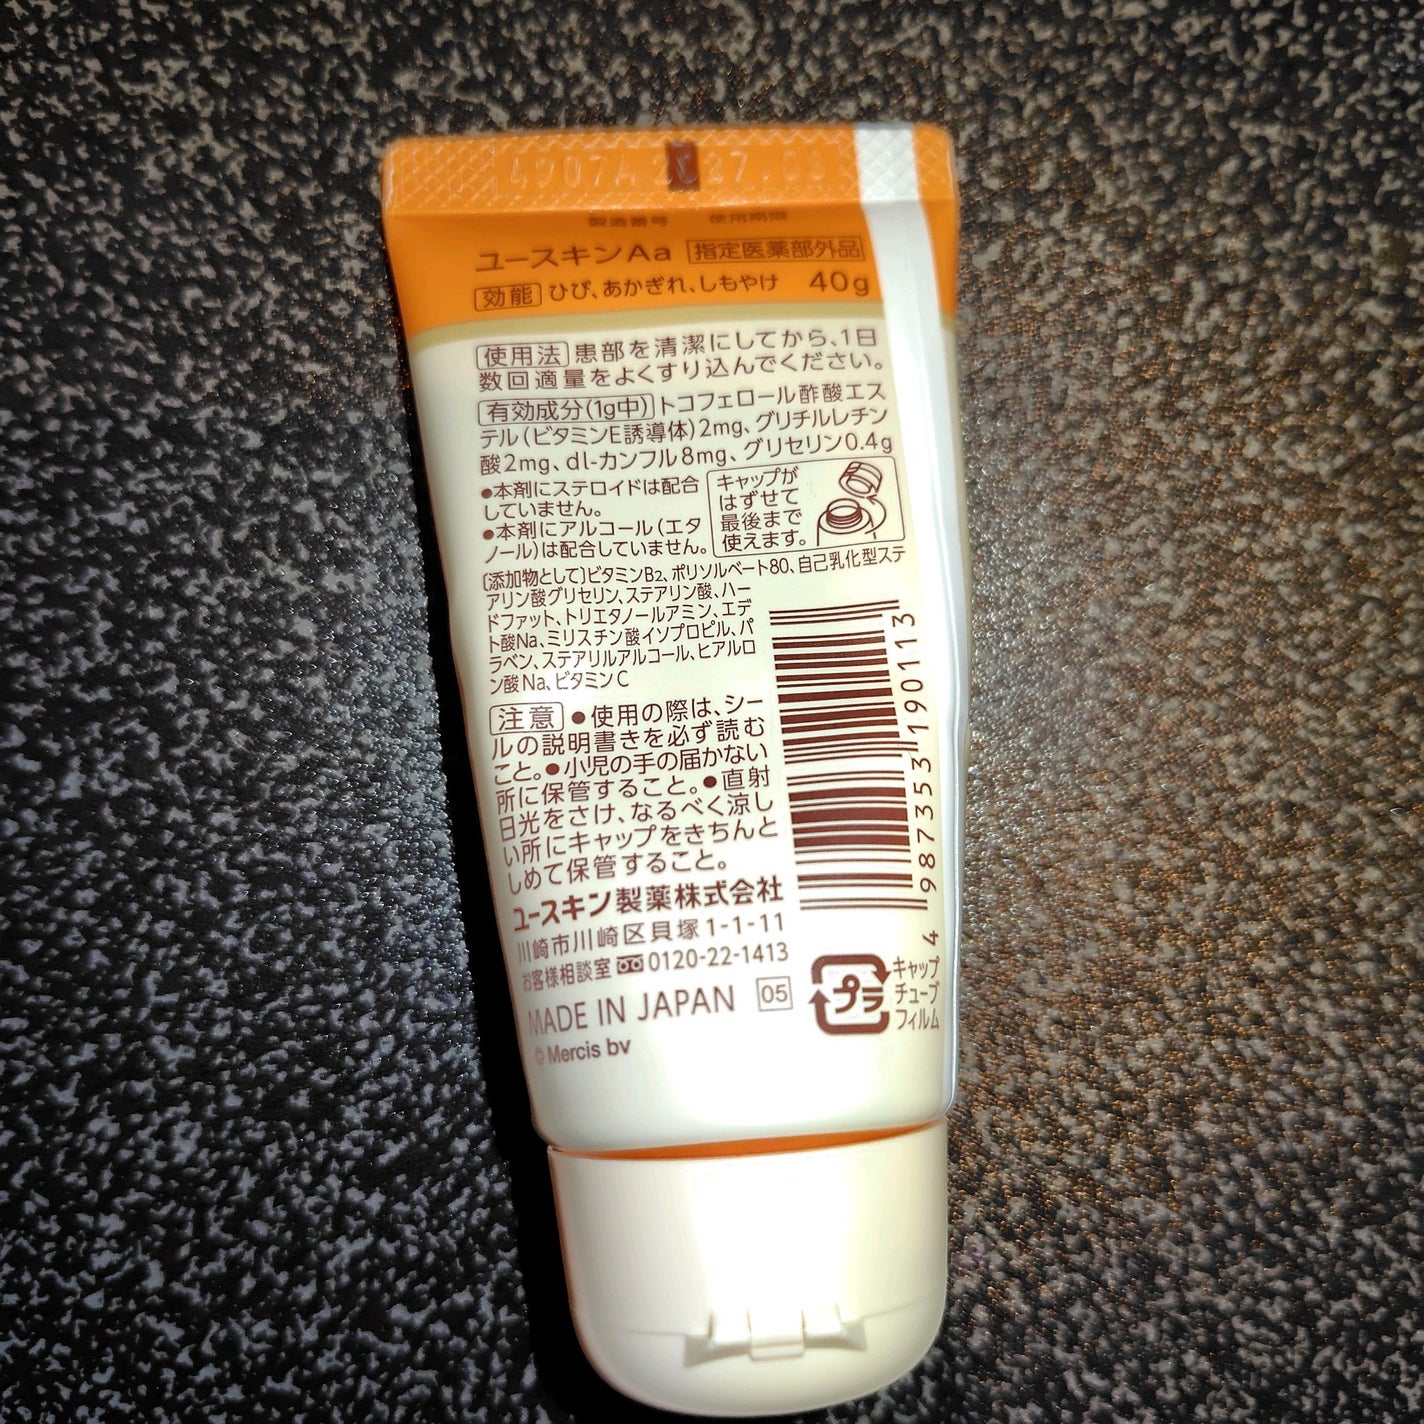 4907A 2027.03
製造番号 使用期限
ユースキンAa 指定医薬部外品
効能 ひび、あかぎれ、しもやけ 40g
使用法 患部を清潔にしてから、1日
数回適量をよくすり込んでください。
有効成分(1g中) トコフェロール酢酸エス
テル(ビタミンE誘導体)2mg、グリチルレチン
酸2mg、dl-カンフル8mg、グリセリン0.4g
●本剤にステロイドは配合
していません。
●本剤にアルコール(エタ
ノール)は配合していません。
キャップが
はずせて
最後まで
使えます。
〔添加物として〕ビタミンB₂、ポリソルベート80、自己乳化型ステ
アリン酸グリセリン、ステアリン酸、ハー
ドファット、トリエタノールアミン、エデ
ト酸Na、ミリスチン酸イソプロピル、パ
ラベン、ステアリルアルコール、ヒアルロ
ン酸Na、ビタミンC
注意 ●使用の際は、シー
ルの説明書きを必ず読む
こと。●小児の手の届かない
所に保管すること。●直射
日光をさけ、なるべく涼し
い所にキャップをきちんと
しめて保管すること。
ユースキン製薬株式会社
川崎市川崎区貝塚1-1-11
お客様相談室 0120-22-1413
MADE IN JAPAN 05
© Mercis bv
4 987353 190113
プラ
キャップ
チューブ
フィルム